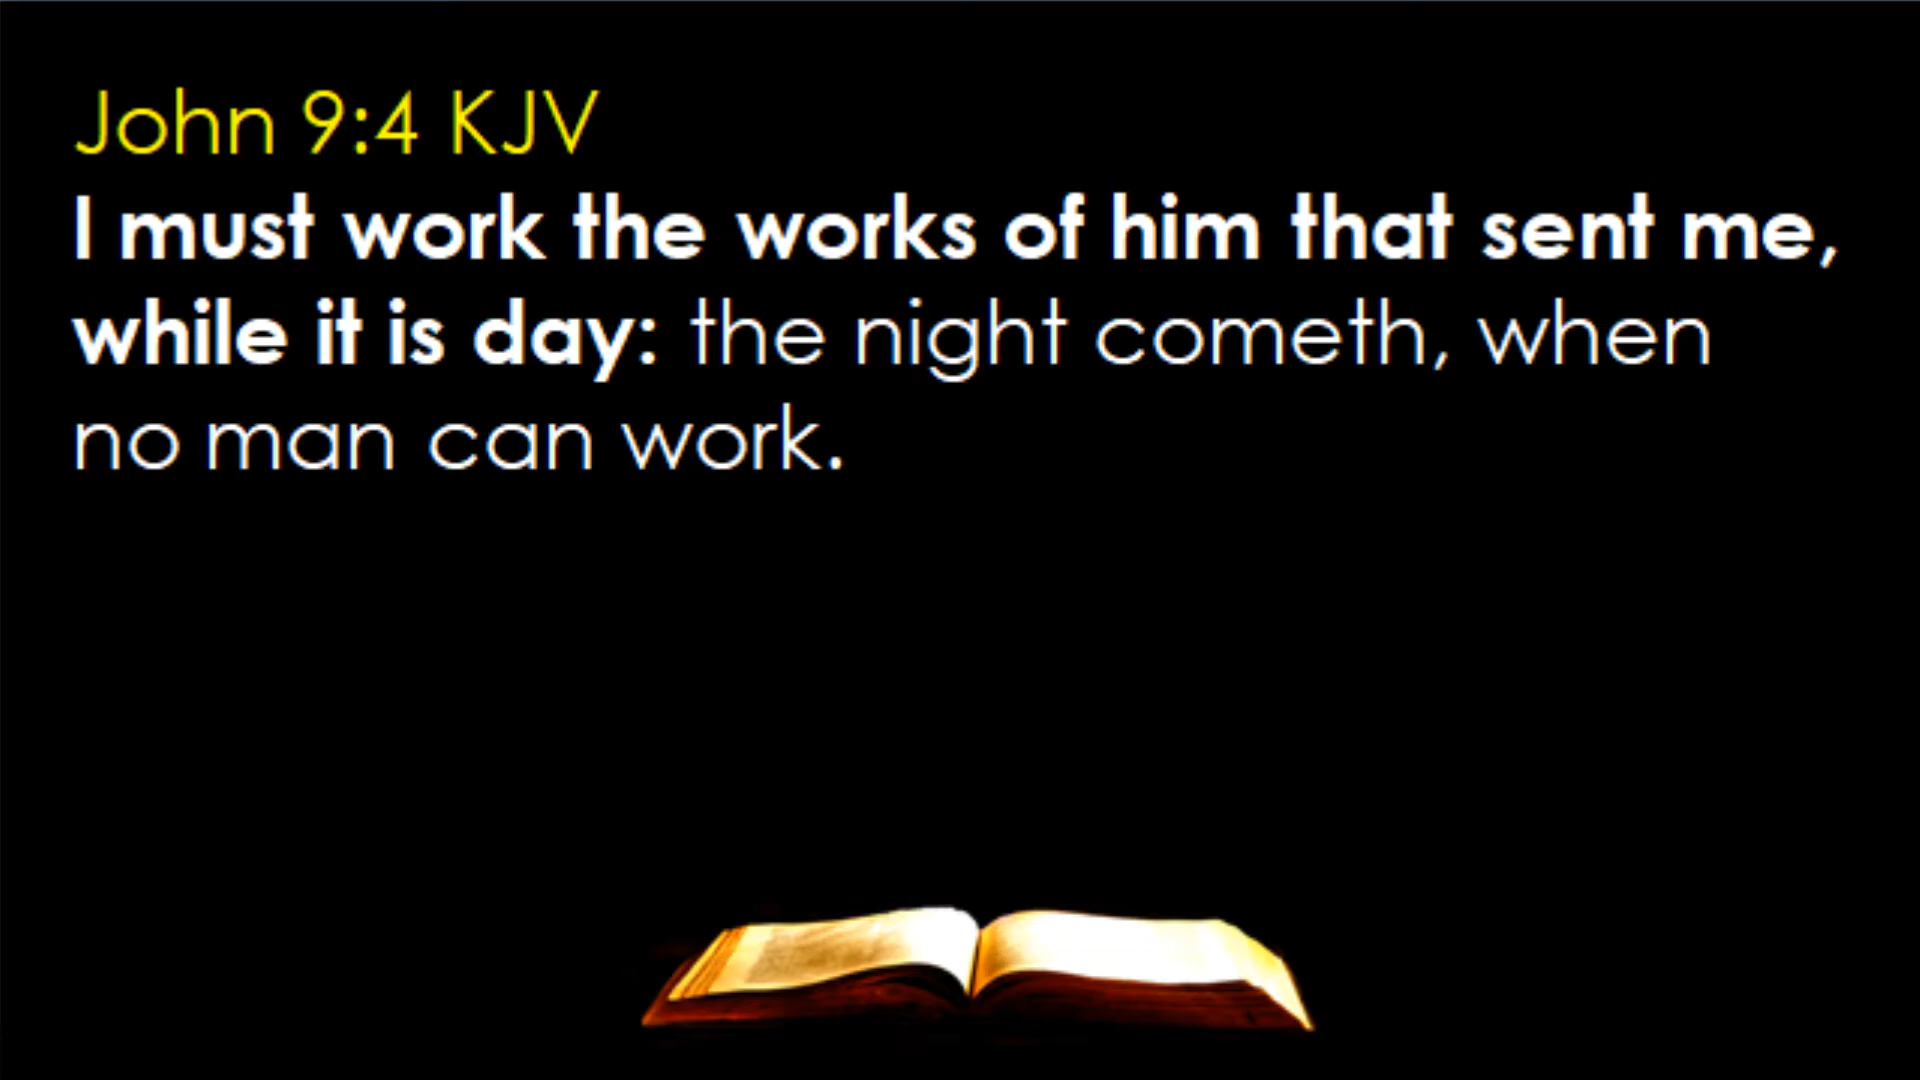 John 9:4 KJV
I must work the works of him that sent me,
while it is day: the night cometh, when
no man can work.